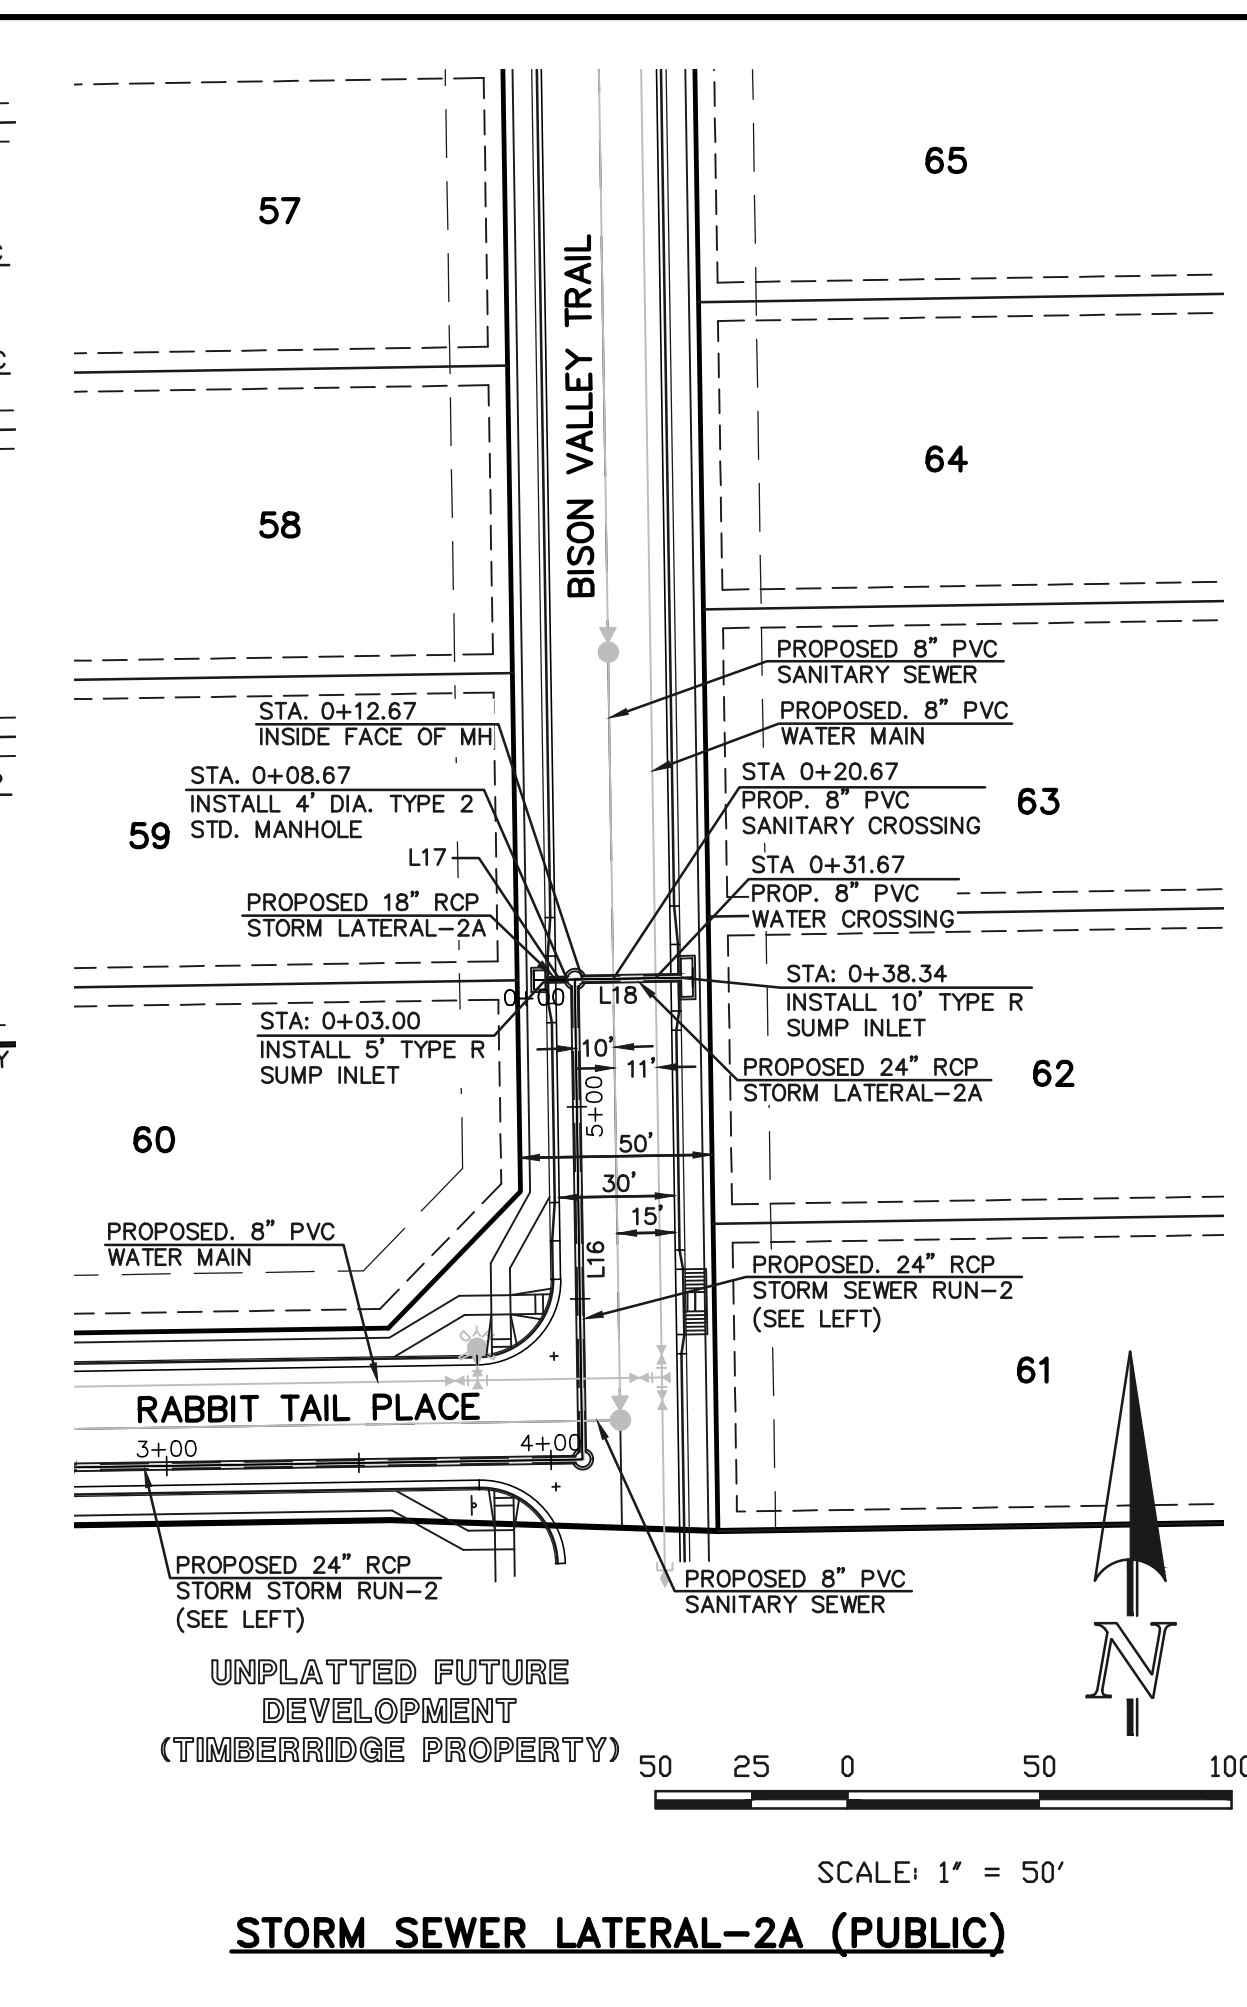 65
57
BISON VALLEY TRAIL
64
58
PROPOSED 8" PVC
SANITARY SEWER
STA. 0+12.67
INSIDE FACE OF MH
PROPOSED. 8" PVC
WATER MAIN
STA. 0+08.67
INSTALL 4' DIA. TYPE 2
STD. MANHOLE
59
STA 0+20.67
PROP. 8" PVC
SANITARY CROSSING
63
L17
STA 0+31.67
PROP. 8" PVC
WATER CROSSING
PROPOSED 18" RCP
STORM LATERAL-2A
0+00
L18
STA: 0+38.34
INSTALL 10' TYPE R
SUMP INLET
STA: 0+03.00
INSTALL 5' TYPE R
SUMP INLET
10'
11'
PROPOSED 24" RCP
STORM LATERAL-2A
62
5+00
60
50'
30'
15'
L16
PROPOSED. 8" PVC
WATER MAIN
PROPOSED. 24" RCP
STORM SEWER RUN-2
(SEE LEFT)
61
RABBIT TAIL PLACE
3+00
4+00
PROPOSED 24" RCP
STORM STORM RUN-2
(SEE LEFT)
PROPOSED 8" PVC
SANITARY SEWER
N
UNPLATTED FUTURE
DEVELOPMENT
(TIMBERRIDGE PROPERTY)
50 25 0 50 100
SCALE: 1" = 50'
STORM SEWER LATERAL-2A (PUBLIC)